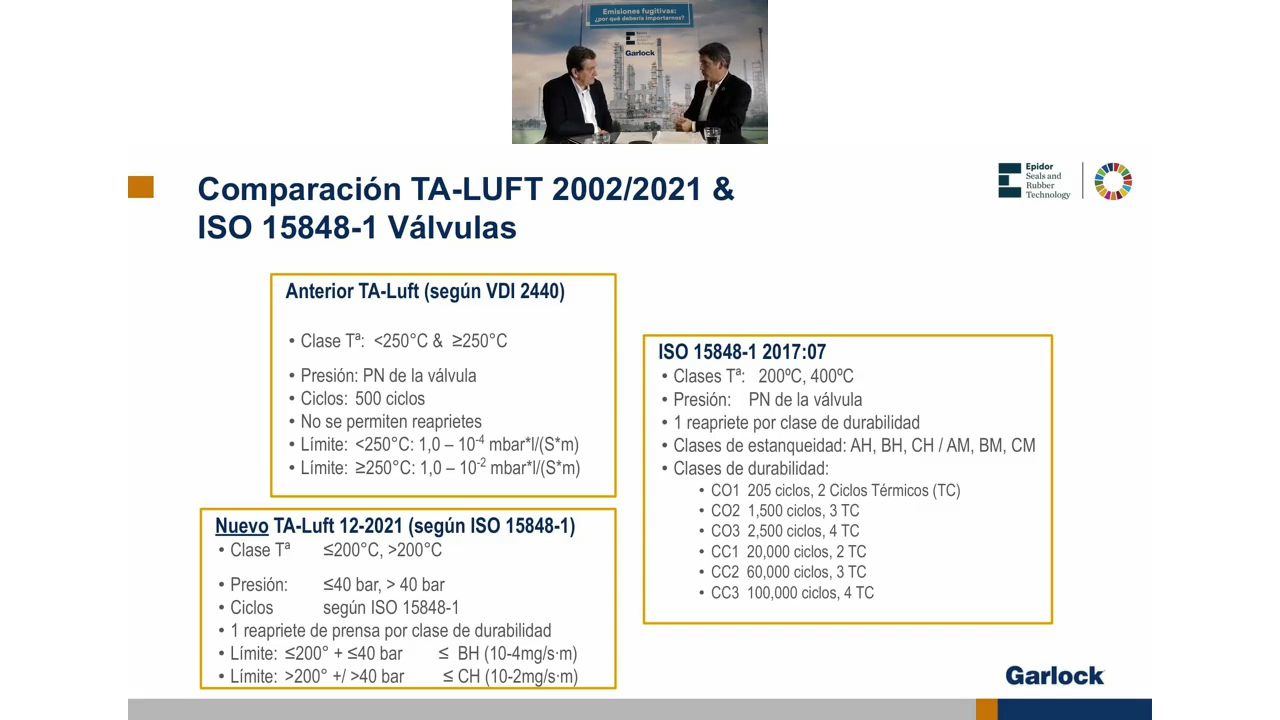 Emisiones fugitivas:
¿por qué debería importarnos?
Garlock
Comparación TA-LUFT 2002/2021 &
ISO 15848-1 Válvulas
Epidor
Seals and
Rubber
Technology
Anterior TA-Luft (según VDI 2440)
• Clase Tª: <250°C & ≥250°C
• Presión: PN de la válvula
• Ciclos: 500 ciclos
• No se permiten reaprietes
• Límite: <250°C: 1,0 – 10-4 mbar*l/(S*m)
• Límite: ≥250°C: 1,0 – 10-2 mbar*l/(S*m)
Nuevo TA-Luft 12-2021 (según ISO 15848-1)
• Clase Tª ≤200°C, >200°C
• Presión: ≤40 bar, > 40 bar
• Ciclos según ISO 15848-1
• 1 reapriete de prensa por clase de durabilidad
• Límite: ≤200° + ≤40 bar ≤ BH (10-4mg/s·m)
• Límite: >200° +/ >40 bar ≤ CH (10-2mg/s·m)
ISO 15848-1 2017:07
• Clases Tª: 200ºC, 400ºC
• Presión: PN de la válvula
• 1 reapriete por clase de durabilidad
• Clases de estanqueidad: AH, BH, CH / AM, BM, CM
• Clases de durabilidad:
• CO1 205 ciclos, 2 Ciclos Térmicos (TC)
• CO2 1,500 ciclos, 3 TC
• CO3 2,500 ciclos, 4 TC
• CC1 20,000 ciclos, 2 TC
• CC2 60,000 ciclos, 3 TC
• CC3 100,000 ciclos, 4 TC
Garlock